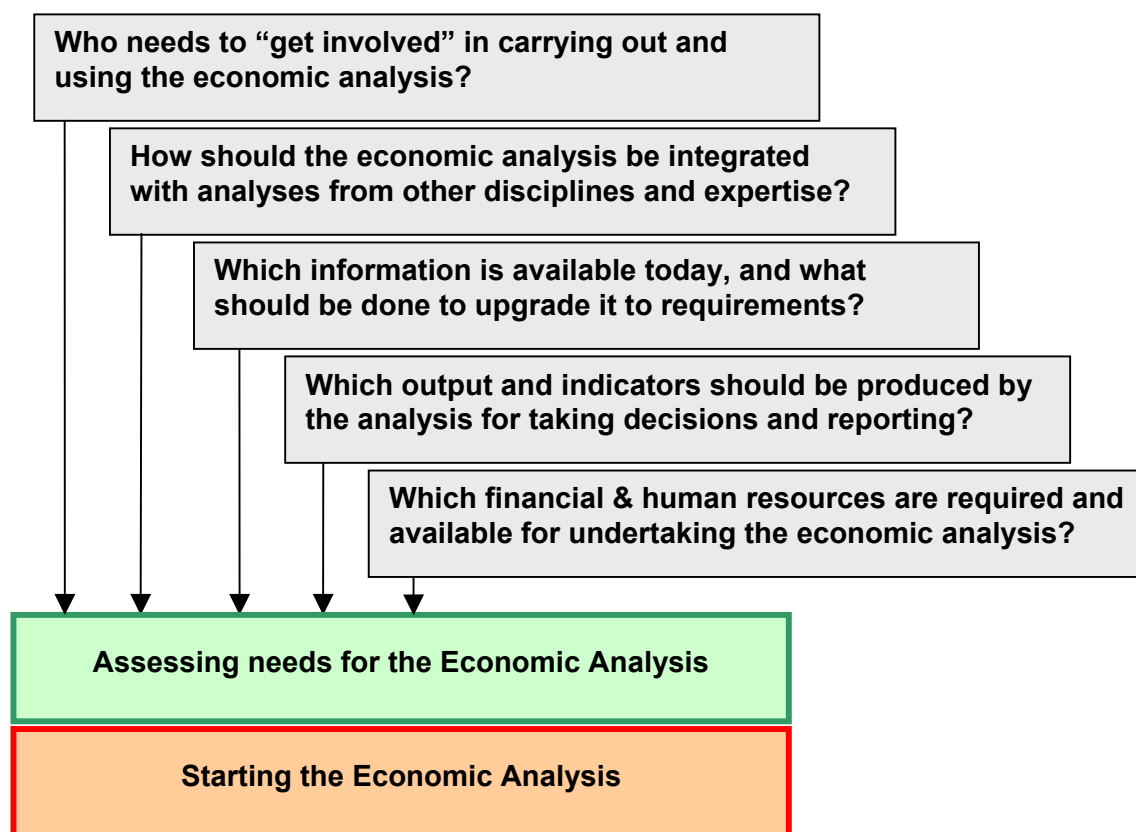 Who needs to “get involved” in carrying out and
using the economic analysis?
How should the economic analysis be integrated
with analyses from other disciplines and expertise?
Which information is available today, and what
should be done to upgrade it to requirements?
Which output and indicators should be produced by
the analysis for taking decisions and reporting?
Which financial & human resources are required and
available for undertaking the economic analysis?
Assessing needs for the Economic Analysis
Starting the Economic Analysis